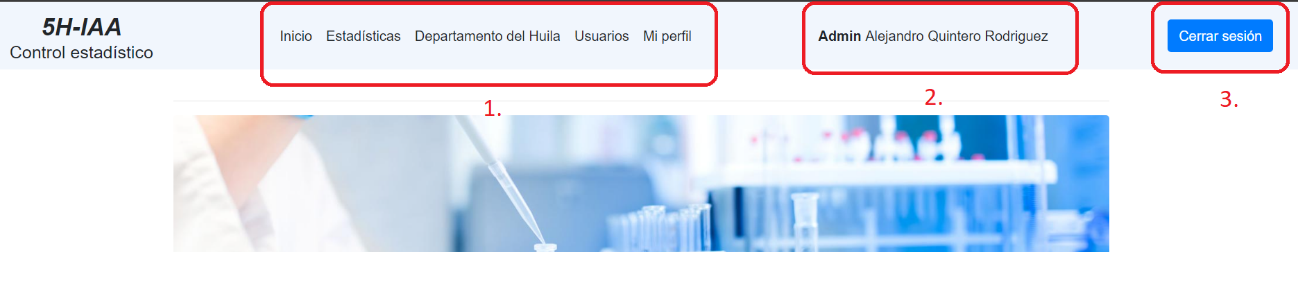 5H-IAA
Control estadístico
Inicio Estadísticas Departamento del Huila Usuarios Mi perfil
Admin Alejandro Quintero Rodriguez
Cerrar sesión
1.
2.
3.